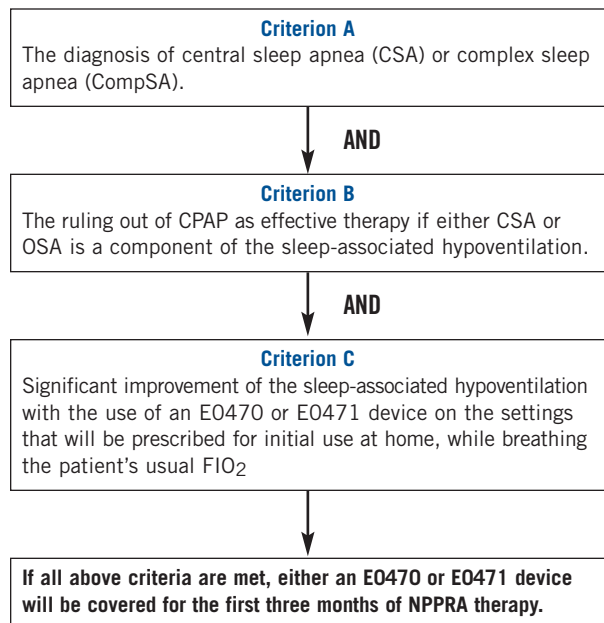 Criterion A
The diagnosis of central sleep apnea (CSA) or complex sleep
apnea (CompSA).
AND
Criterion B
The ruling out of CPAP as effective therapy if either CSA or
OSA is a component of the sleep-associated hypoventilation.
AND
Criterion C
Significant improvement of the sleep-associated hypoventilation
with the use of an E0470 or E0471 device on the settings
that will be prescribed for initial use at home, while breathing
the patient’s usual FIO2
If all above criteria are met, either an E0470 or E0471 device
will be covered for the first three months of NPPRA therapy.